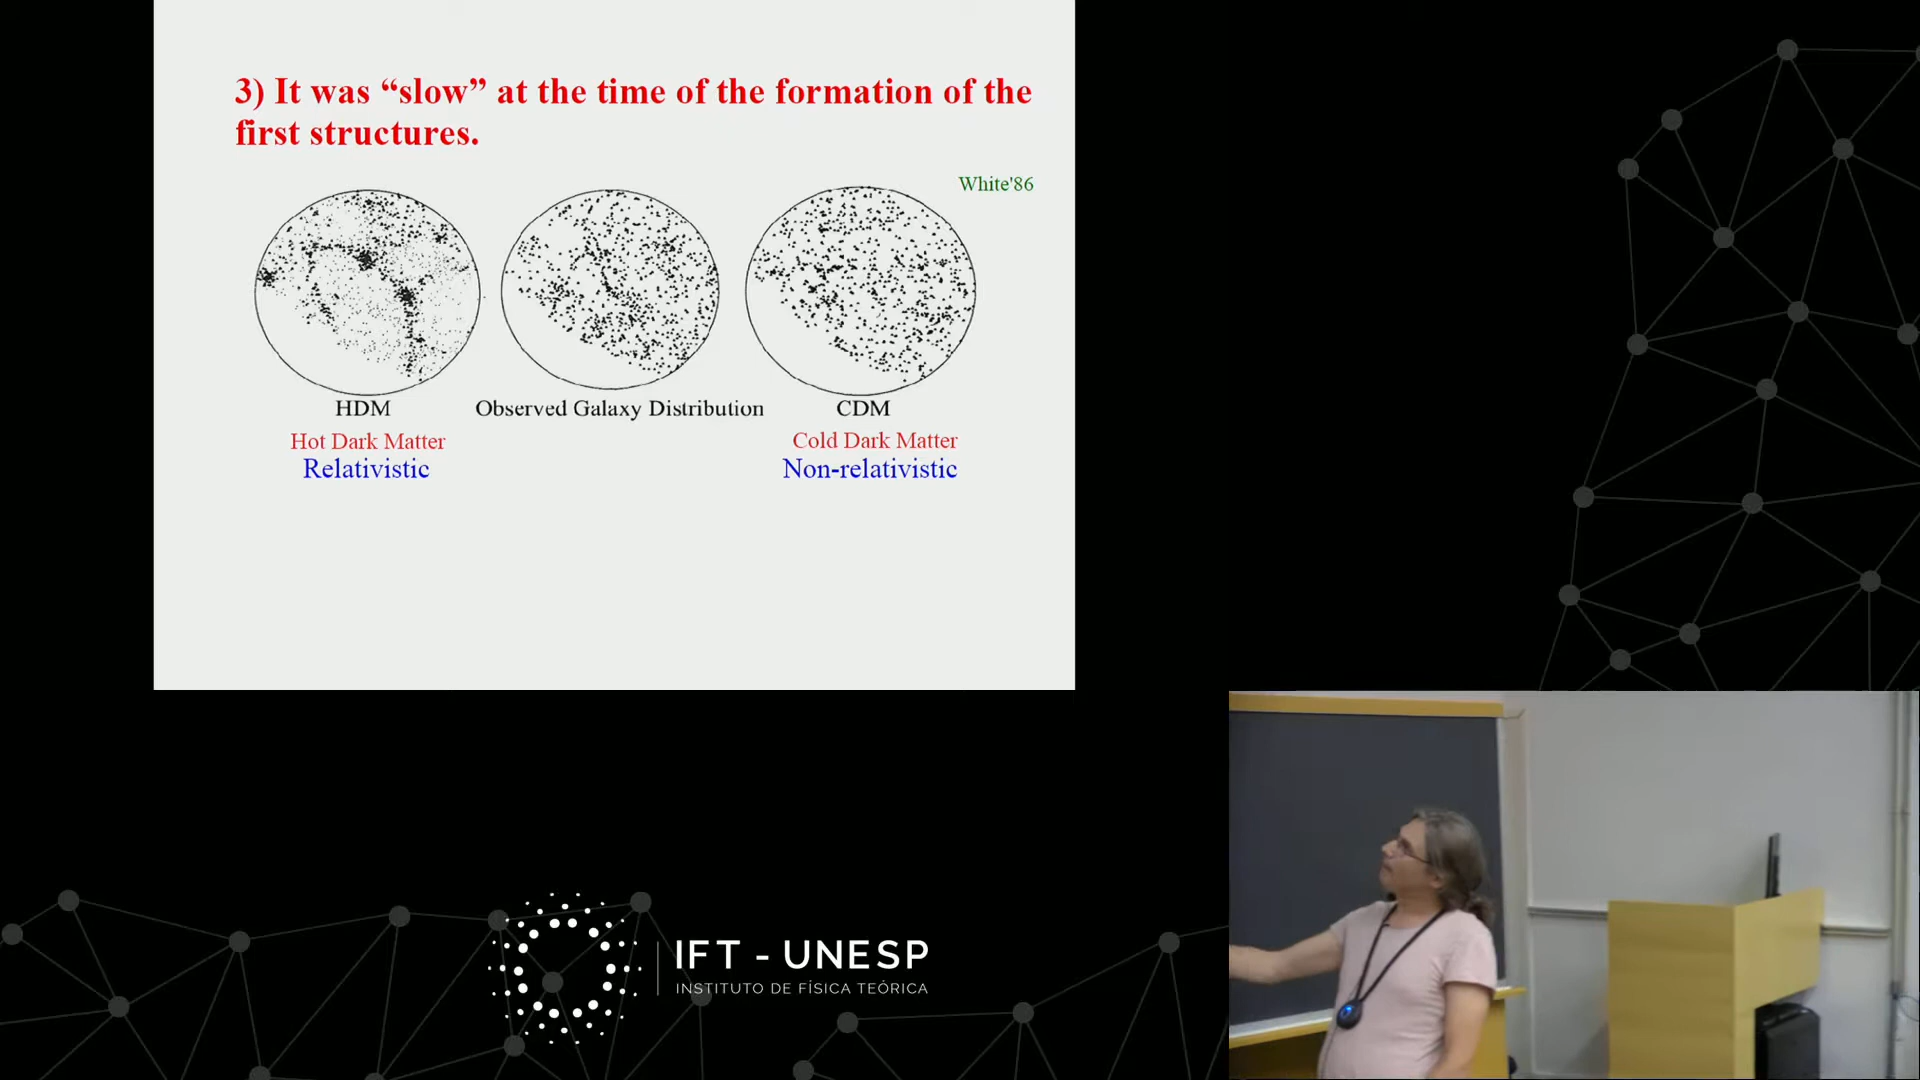 3) It was “slow” at the time of the formation of the
first structures.
White'86
HDM
Observed Galaxy Distribution
CDM
Hot Dark Matter
Cold Dark Matter
Relativistic
Non-relativistic
IFT - UNESP
INSTITUTO DE FÍSICA TEÓRICA